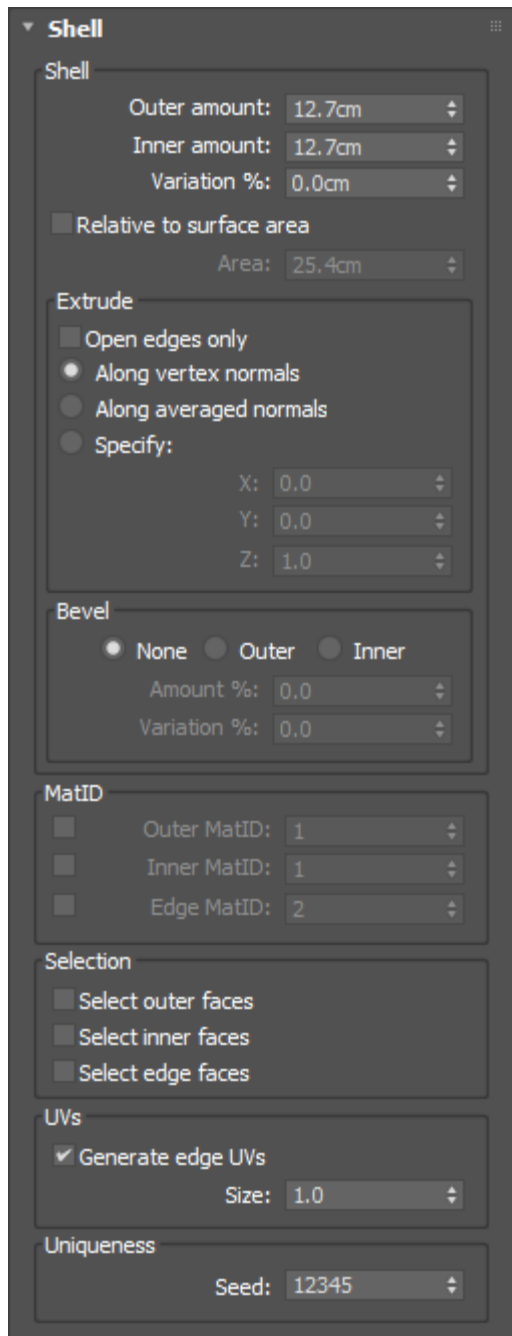 Shell
Shell
Outer amount: 12.7cm
Inner amount: 12.7cm
Variation %: 0.0cm
Relative to surface area
Area: 25.4cm
Extrude
Open edges only
Along vertex normals
Along averaged normals
Specify:
X: 0.0
Y: 0.0
Z: 1.0
Bevel
None Outer Inner
Amount %: 0.0
Variation %: 0.0
MatID
Outer MatID: 1
Inner MatID: 1
Edge MatID: 2
Selection
Select outer faces
Select inner faces
Select edge faces
UVs
Generate edge UVs
Size: 1.0
Uniqueness
Seed: 12345